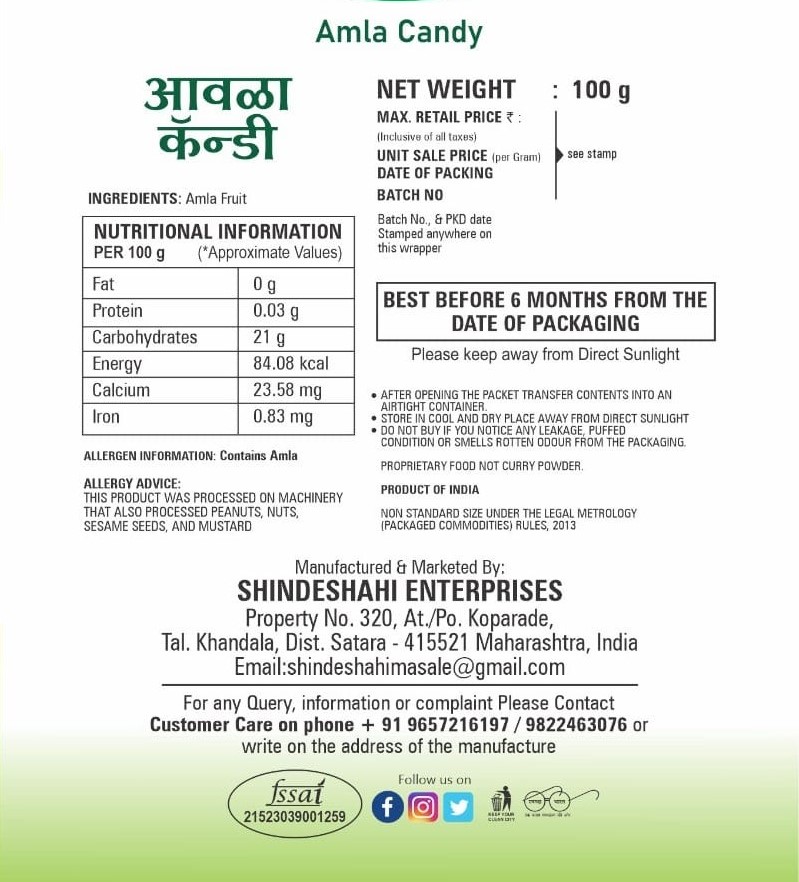 Amla Candy
आवळा
कॅन्डी
INGREDIENTS: Amla Fruit
NUTRITIONAL INFORMATION
PER 100 g (*Approximate Values)
Fat 0 g
Protein 0.03 g
Carbohydrates 21 g
Energy 84.08 kcal
Calcium 23.58 mg
Iron 0.83 mg
ALLERGEN INFORMATION: Contains Amla
ALLERGY ADVICE:
THIS PRODUCT WAS PROCESSED ON MACHINERY
THAT ALSO PROCESSED PEANUTS, NUTS,
SESAME SEEDS, AND MUSTARD
NET WEIGHT : 100 g
MAX. RETAIL PRICE ₹ :
(Inclusive of all taxes)
UNIT SALE PRICE (per Gram) see stamp
DATE OF PACKING
BATCH NO
Batch No., & PKD date
Stamped anywhere on
this wrapper
BEST BEFORE 6 MONTHS FROM THE
DATE OF PACKAGING
Please keep away from Direct Sunlight
• AFTER OPENING THE PACKET TRANSFER CONTENTS INTO AN
AIRTIGHT CONTAINER.
• STORE IN COOL AND DRY PLACE AWAY FROM DIRECT SUNLIGHT
• DO NOT BUY IF YOU NOTICE ANY LEAKAGE, PUFFED
CONDITION OR SMELLS ROTTEN ODOUR FROM THE PACKAGING.
PROPRIETARY FOOD NOT CURRY POWDER.
PRODUCT OF INDIA
NON STANDARD SIZE UNDER THE LEGAL METROLOGY
(PACKAGED COMMODITIES) RULES, 2013
Manufactured & Marketed By:
SHINDESHAHI ENTERPRISES
Property No. 320, At./Po. Koparade,
Tal. Khandala, Dist. Satara - 415521 Maharashtra, India
Email:shindeshahimasale@gmail.com
For any Query, information or complaint Please Contact
Customer Care on phone + 91 9657216197 / 9822463076 or
write on the address of the manufacture
fssai
21523039001259
Follow us on
KEEP YOUR
CLEAN CITY